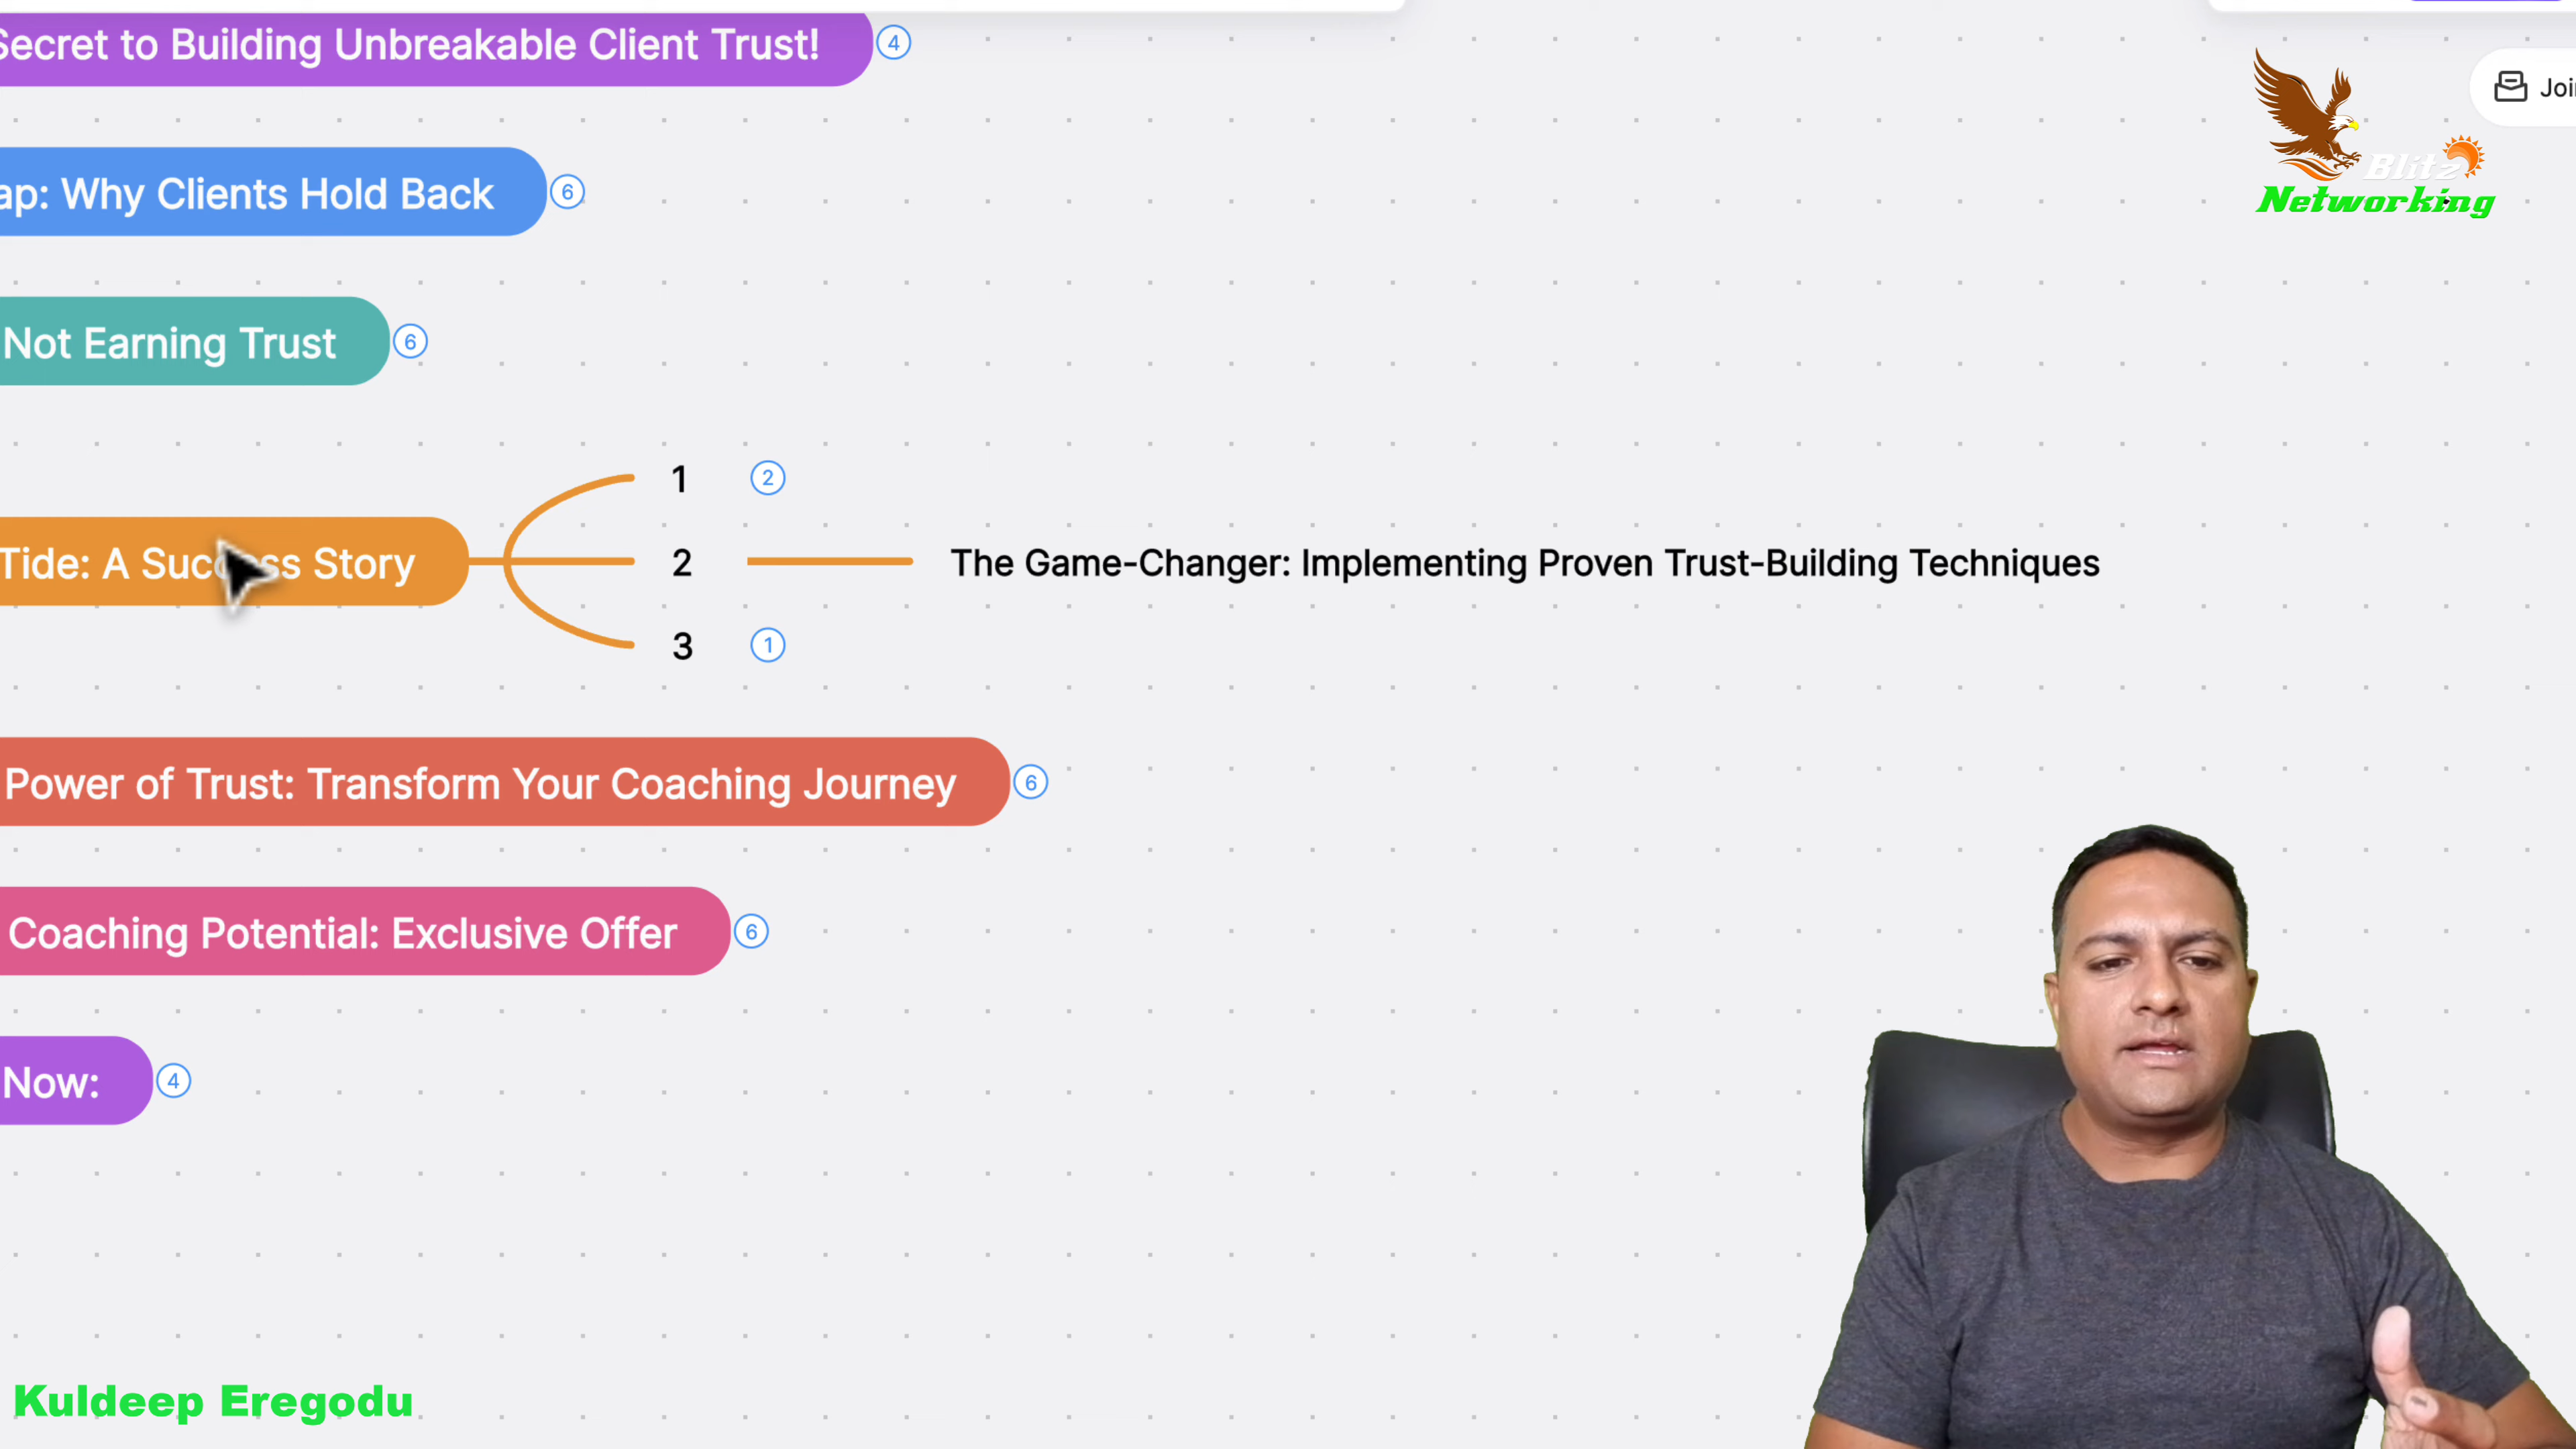 Secret to Building Unbreakable Client Trust!
4
Joi
Blitz
Networking
ap: Why Clients Hold Back
6
Not Earning Trust
6
1
2
Tide: A Success Story
2
The Game-Changer: Implementing Proven Trust-Building Techniques
3
1
Power of Trust: Transform Your Coaching Journey
6
Coaching Potential: Exclusive Offer
6
Now:
4
Kuldeep Eregodu